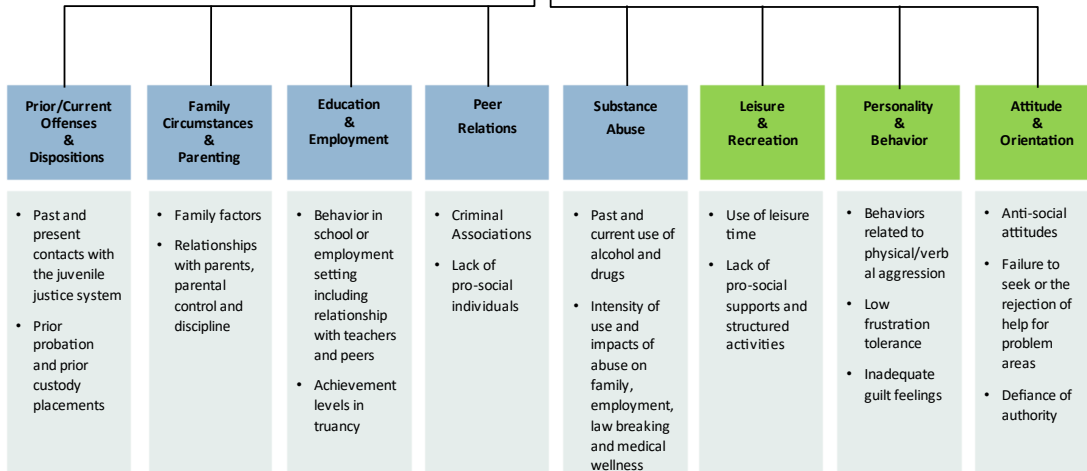 Prior/Current
Offenses
&
Dispositions
Family
Circumstances
&
Parenting
Education
&
Employment
Peer
Relations
Substance
Abuse
Leisure
&
Recreation
Personality
&
Behavior
Attitude
&
Orientation
• Past and
present
contacts with
the juvenile
justice system
• Prior
probation
and prior
custody
placements
• Family factors
• Relationships
with parents,
parental
control and
discipline
• Behavior in
school or
employment
setting
including
relationship
with teachers
and peers
• Achievement
levels in
truancy
• Criminal
Associations
• Lack of
pro-social
individuals
• Past and
current use of
alcohol and
drugs
• Intensity of
use and
impacts of
abuse on
family,
employment,
law breaking
and medical
wellness
• Use of leisure
time
• Lack of
pro-social
supports and
structured
activities
• Behaviors
related to
physical/verb
al aggression
• Low
frustration
tolerance
• Inadequate
guilt feelings
• Anti-social
attitudes
• Failure to
seek or the
rejection of
help for
problem
areas
• Defiance of
authority